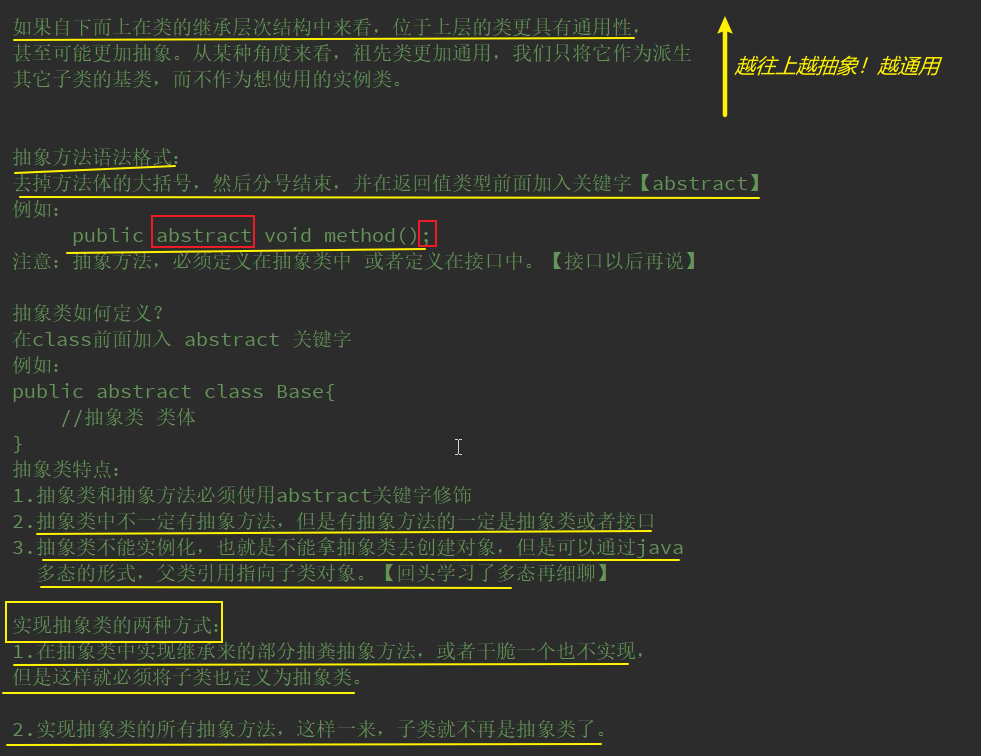 如果自下而上在类的继承层次结构中来看，位于上层的类更具有通用性，
甚至可能更加抽象。从某种角度来看，祖先类更加通用，我们只将它作为派生
其它子类的基类，而不作为想使用的实例类。
越往上越抽象！越通用
抽象方法语法格式：
去掉方法体的大括号，然后分号结束，并在返回值类型前面加入关键字【abstract】
例如：
public abstract void method();
注意：抽象方法，必须定义在抽象类中 或者定义在接口中。【接口以后再说】
抽象类如何定义？
在class前面加入 abstract 关键字
例如：
public abstract class Base{
//抽象类 类体
}
抽象类特点：
1.抽象类和抽象方法必须使用abstract关键字修饰
2.抽象类中不一定有抽象方法，但是有抽象方法的一定是抽象类或者接口
3.抽象类不能实例化，也就是不能拿抽象类去创建对象，但是可以通过java
多态的形式，父类引用指向子类对象。【回头学习了多态再细聊】
实现抽象类的两种方式：
1.在抽象类中实现继承来的部分抽粪抽象方法，或者干脆一个也不实现，
但是这样就必须将子类也定义为抽象类。
2.实现抽象类的所有抽象方法，这样一来，子类就不再是抽象类了。